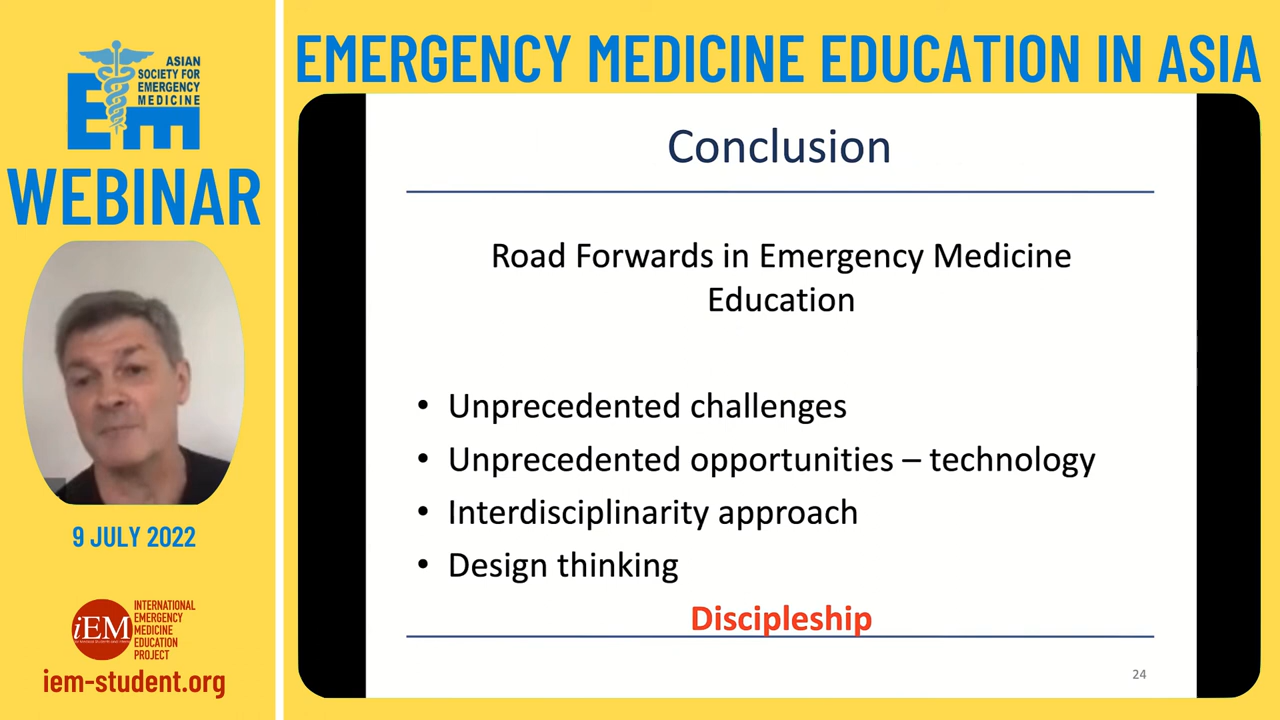 EMERGENCY MEDICINE EDUCATION IN ASIA
ASIAN
SOCIETY FOR
EMERGENCY
MEDICINE
Em
WEBINAR
9 JULY 2022
iEM
INTERNATIONAL
EMERGENCY
MEDICINE
EDUCATION
PROJECT
iem-student.org
Conclusion
Road Forwards in Emergency Medicine
Education
• Unprecedented challenges
• Unprecedented opportunities – technology
• Interdisciplinarity approach
• Design thinking
Discipleship
24